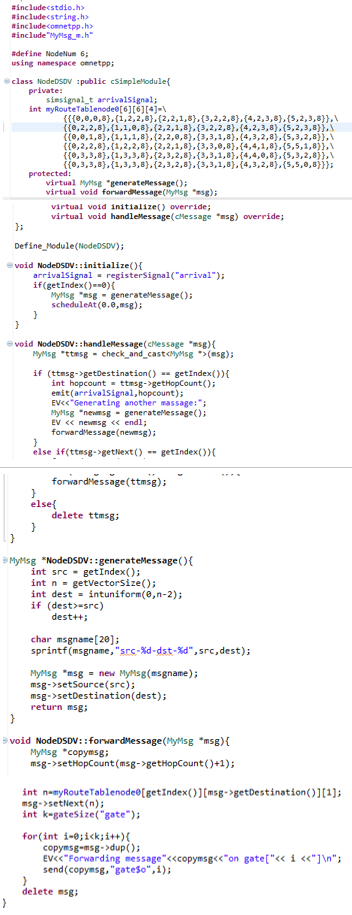 #include<stdio.h>
#include<string.h>
#include<omnetpp.h>
#include"MyMsg_m.h"
#define NodeNum 6;
using namespace omnetpp;
class NodeDSDV :public cSimpleModule{
private:
simsignal_t arrivalSignal;
int myRouteTablenode0[6][6][4]=\
{{{0,0,0,8},{1,2,2,8},{2,2,1,8},{3,2,2,8},{4,2,3,8},{5,2,3,8}},\
{{0,2,2,8},{1,1,0,8},{2,2,1,8},{3,2,2,8},{4,2,3,8},{5,2,3,8}},\
{{0,0,1,8},{1,1,1,8},{2,2,0,8},{3,3,1,8},{4,3,2,8},{5,3,2,8}},\
{{0,2,2,8},{1,2,2,8},{2,2,1,8},{3,3,0,8},{4,4,1,8},{5,5,1,8}},\
{{0,3,3,8},{1,3,3,8},{2,3,2,8},{3,3,1,8},{4,4,0,8},{5,3,2,8}},\
{{0,3,3,8},{1,3,3,8},{2,3,2,8},{3,3,1,8},{4,3,2,8},{5,5,0,8}}};
protected:
virtual MyMsg *generateMessage();
virtual void forwardMessage(MyMsg *msg);
virtual void initialize() override;
virtual void handleMessage(cMessage *msg) override;
};
Define_Module(NodeDSDV);
void NodeDSDV::initialize(){
arrivalSignal = registerSignal("arrival");
if(getIndex()==0){
MyMsg *msg = generateMessage();
scheduleAt(0.0,msg);
}
}
void NodeDSDV::handleMessage(cMessage *msg){
MyMsg *ttmsg = check_and_cast<MyMsg *>(msg);
if (ttmsg->getDestination() == getIndex()){
int hopcount = ttmsg->getHopCount();
emit(arrivalSignal,hopcount);
EV<<"Generating another massage:";
MyMsg *newmsg = generateMessage();
EV << newmsg << endl;
forwardMessage(newmsg);
}
else if(ttmsg->getNext() == getIndex()){
forwardMessage(ttmsg);
}
else{
delete ttmsg;
}
}
MyMsg *NodeDSDV::generateMessage(){
int src = getIndex();
int n = getVectorSize();
int dest = intuniform(0,n-2);
if (dest>=src)
dest++;
char msgname[20];
sprintf(msgname,"src-%d-dst-%d",src,dest);
MyMsg *msg = new MyMsg(msgname);
msg->setSource(src);
msg->setDestination(dest);
return msg;
}
void NodeDSDV::forwardMessage(MyMsg *msg){
MyMsg *copymsg;
msg->setHopCount(msg->getHopCount()+1);
int n=myRouteTablenode0[getIndex()][msg->getDestination()][1];
msg->setNext(n);
int k=gateSize("gate");
for(int i=0;i<k;i++){
copymsg=msg->dup();
EV<<"Forwarding message"<<copymsg<<"on gate["<< i <<"]\n";
send(copymsg,"gate$o",i);
}
delete msg;
}